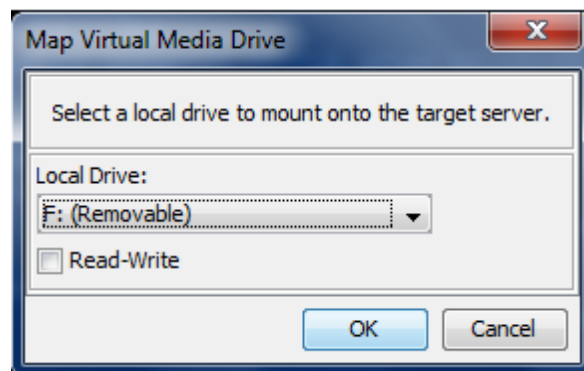 Map Virtual Media Drive
X
Select a local drive to mount onto the target server.
Local Drive:
F: (Removable)
Read-Write
OK
Cancel